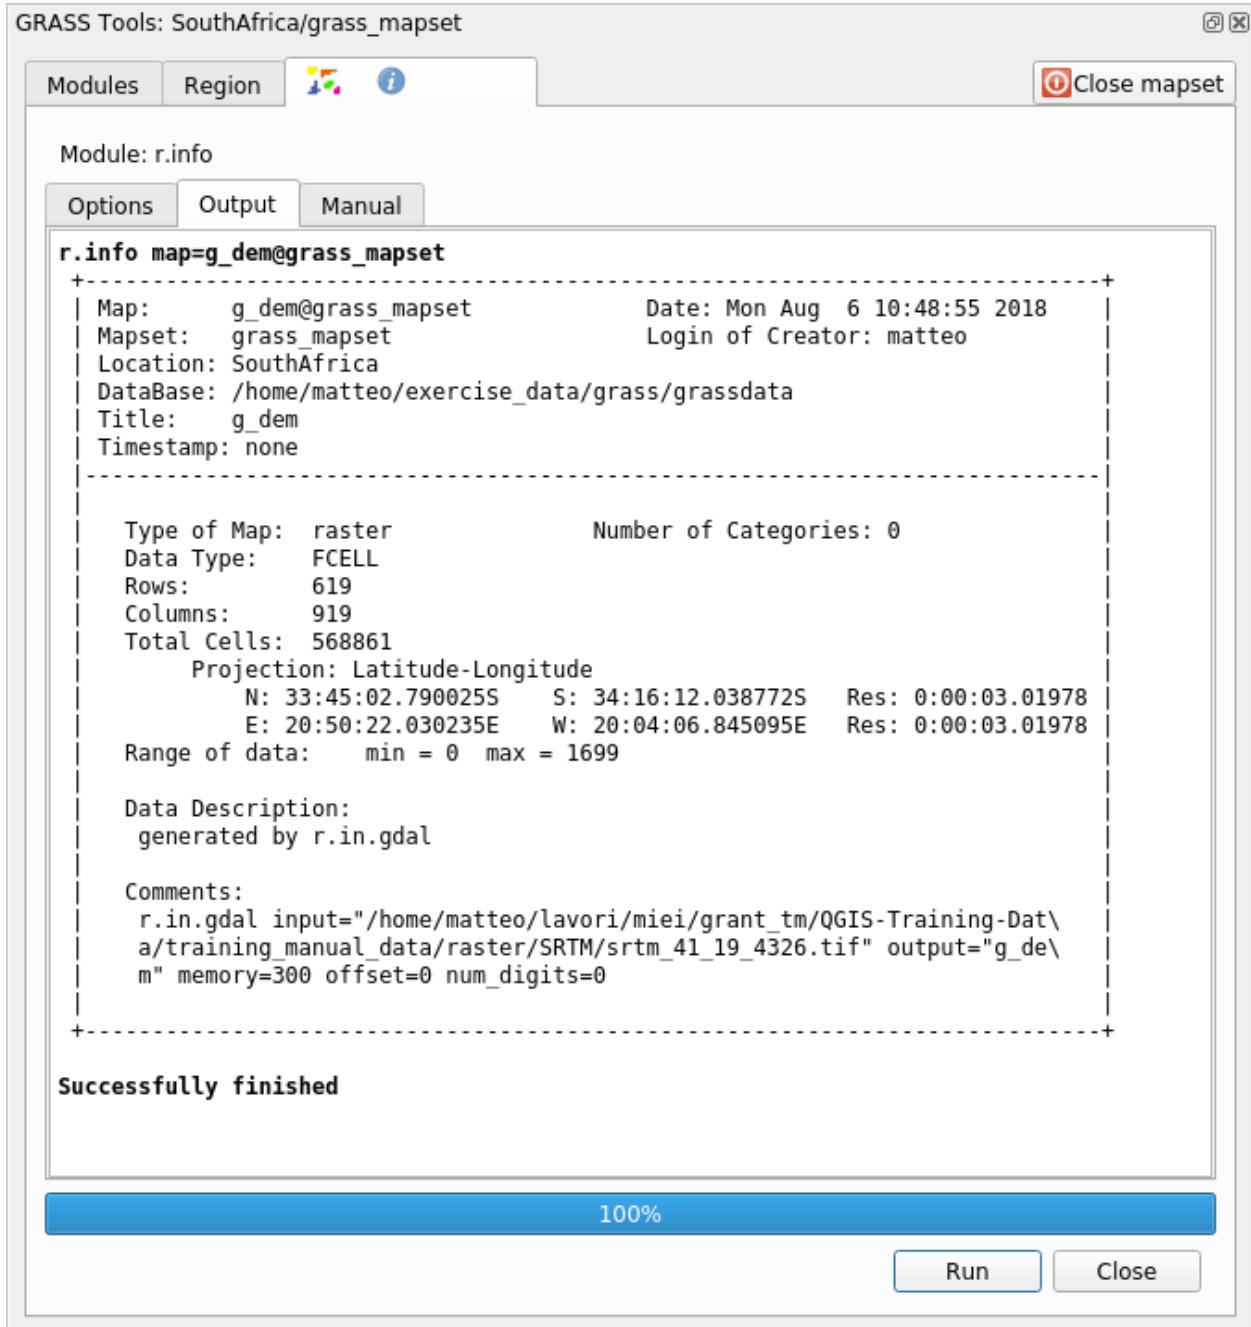 GRASS Tools: SouthAfrica/grass_mapset
Modules Region Close mapset
Module: r.info
Options Output Manual
r.info map=g_dem@grass_mapset
+----------------------------------------------------------------------------+
| Map:      g_dem@grass_mapset             Date: Mon Aug  6 10:48:55 2018    |
| Mapset:   grass_mapset                   Login of Creator: matteo          |
| Location: SouthAfrica                                                      |
| DataBase: /home/matteo/exercise_data/grass/grassdata                       |
| Title:    g_dem                                                            |
| Timestamp: none                                                            |
|----------------------------------------------------------------------------|
|                                                                            |
|   Type of Map:  raster               Number of Categories: 0               |
|   Data Type:    FCELL                                                      |
|   Rows:         619                                                        |
|   Columns:      919                                                        |
|   Total Cells:  568861                                                     |
|        Projection: Latitude-Longitude                                      |
|            N: 33:45:02.790025S    S: 34:16:12.038772S   Res: 0:00:03.01978 |
|            E: 20:50:22.030235E    W: 20:04:06.845095E   Res: 0:00:03.01978 |
|   Range of data:    min = 0  max = 1699                                    |
|                                                                            |
|   Data Description:                                                        |
|    generated by r.in.gdal                                                  |
|                                                                            |
|   Comments:                                                                |
|    r.in.gdal input="/home/matteo/lavori/miei/grant_tm/QGIS-Training-Dat\   |
|    a/training_manual_data/raster/SRTM/srtm_41_19_4326.tif" output="g_de\   |
|    m" memory=300 offset=0 num_digits=0                                     |
|                                                                            |
+----------------------------------------------------------------------------+
Successfully finished
100%
Run Close